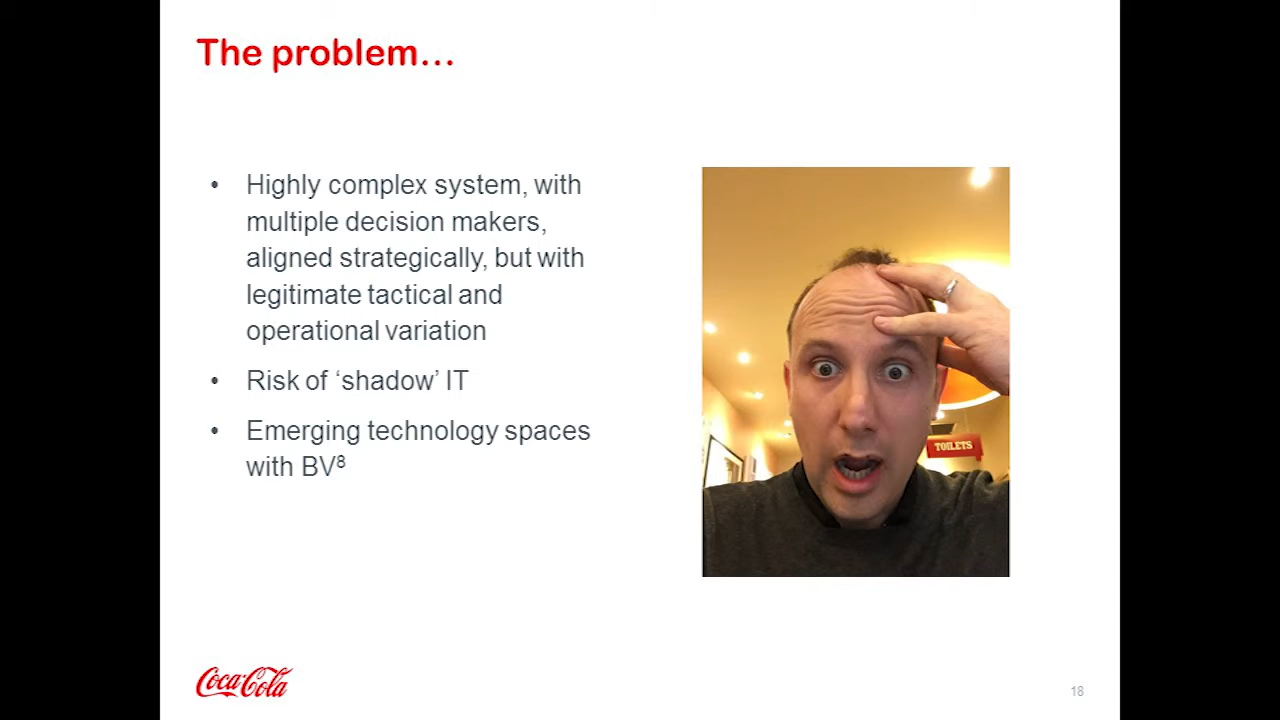 The problem...
• Highly complex system, with
multiple decision makers,
aligned strategically, but with
legitimate tactical and
operational variation
• Risk of ‘shadow’ IT
• Emerging technology spaces
with BV⁸
TOILETS
Coca-Cola
18